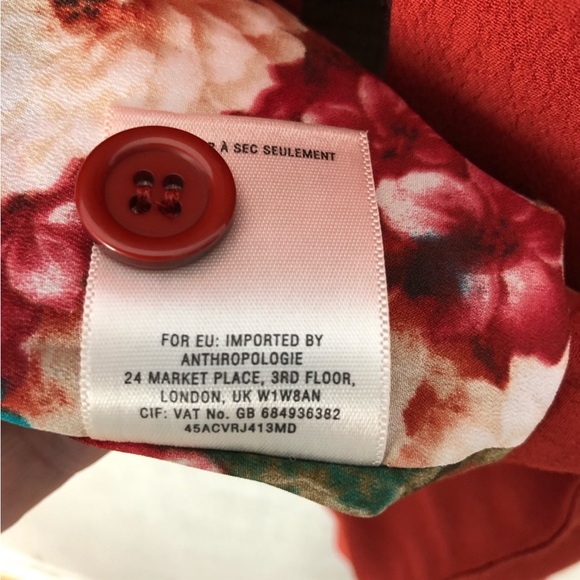 À SEC SEULEMENT
FOR EU: IMPORTED BY
ANTHROPOLOGIE
24 MARKET PLACE, 3RD FLOOR,
LONDON, UK W1W8AN
CIF: VAT No. GB 684936382
45ACVRJ413MD